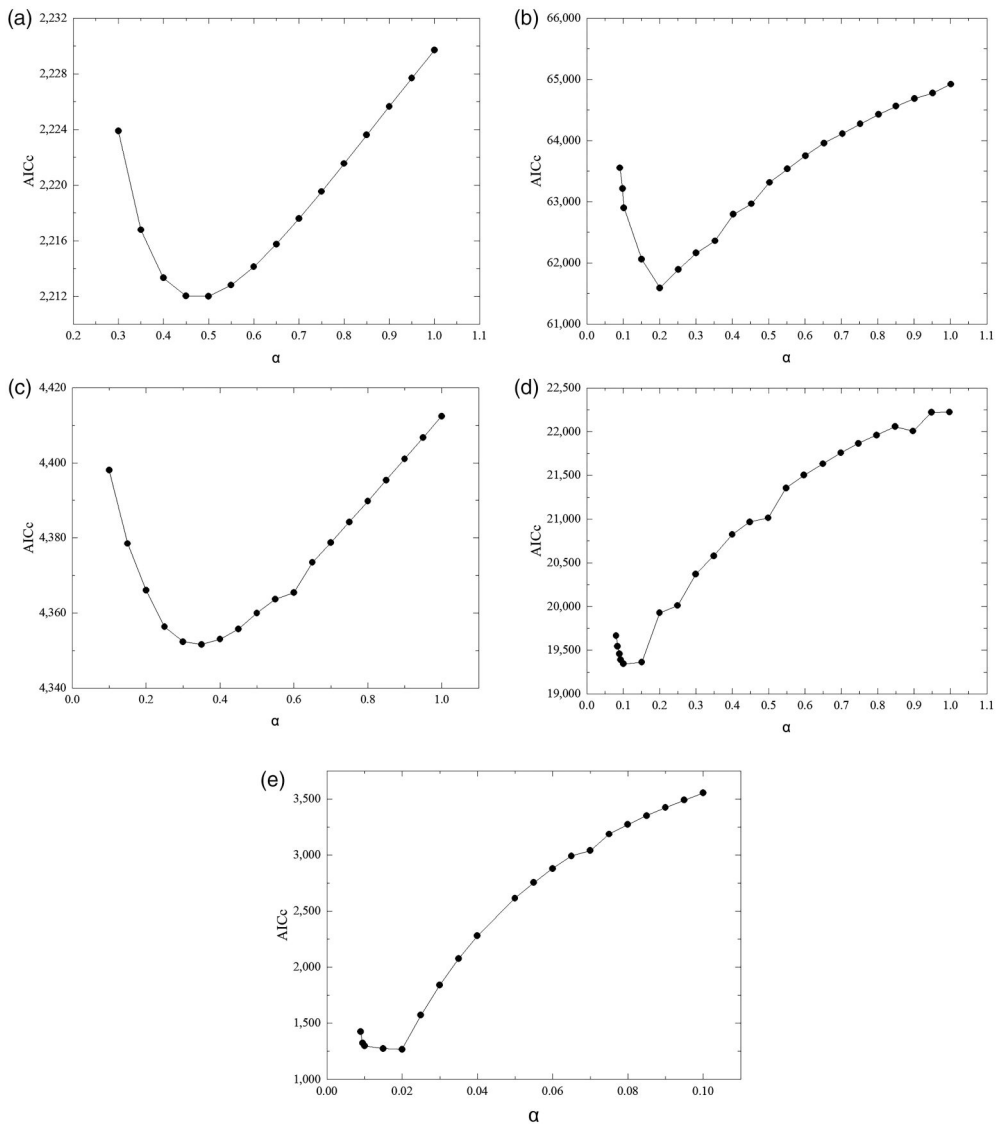 (a)
2,232
2,228
2,224
2,220
2,216
2,212
AICc
0.2 0.3 0.4 0.5 0.6 0.7 0.8 0.9 1.0 1.1
α
(b)
66,000
65,000
64,000
63,000
62,000
61,000
AICc
0.0 0.1 0.2 0.3 0.4 0.5 0.6 0.7 0.8 0.9 1.0 1.1
α
(c)
4,420
4,400
4,380
4,360
4,340
AICc
0.0 0.2 0.4 0.6 0.8 1.0
α
(d)
22,500
22,000
21,500
21,000
20,500
20,000
19,500
19,000
AICc
0.0 0.1 0.2 0.3 0.4 0.5 0.6 0.7 0.8 0.9 1.0 1.1
α
(e)
3,500
3,000
2,500
2,000
1,500
1,000
AICc
0.00 0.02 0.04 0.06 0.08 0.10
α